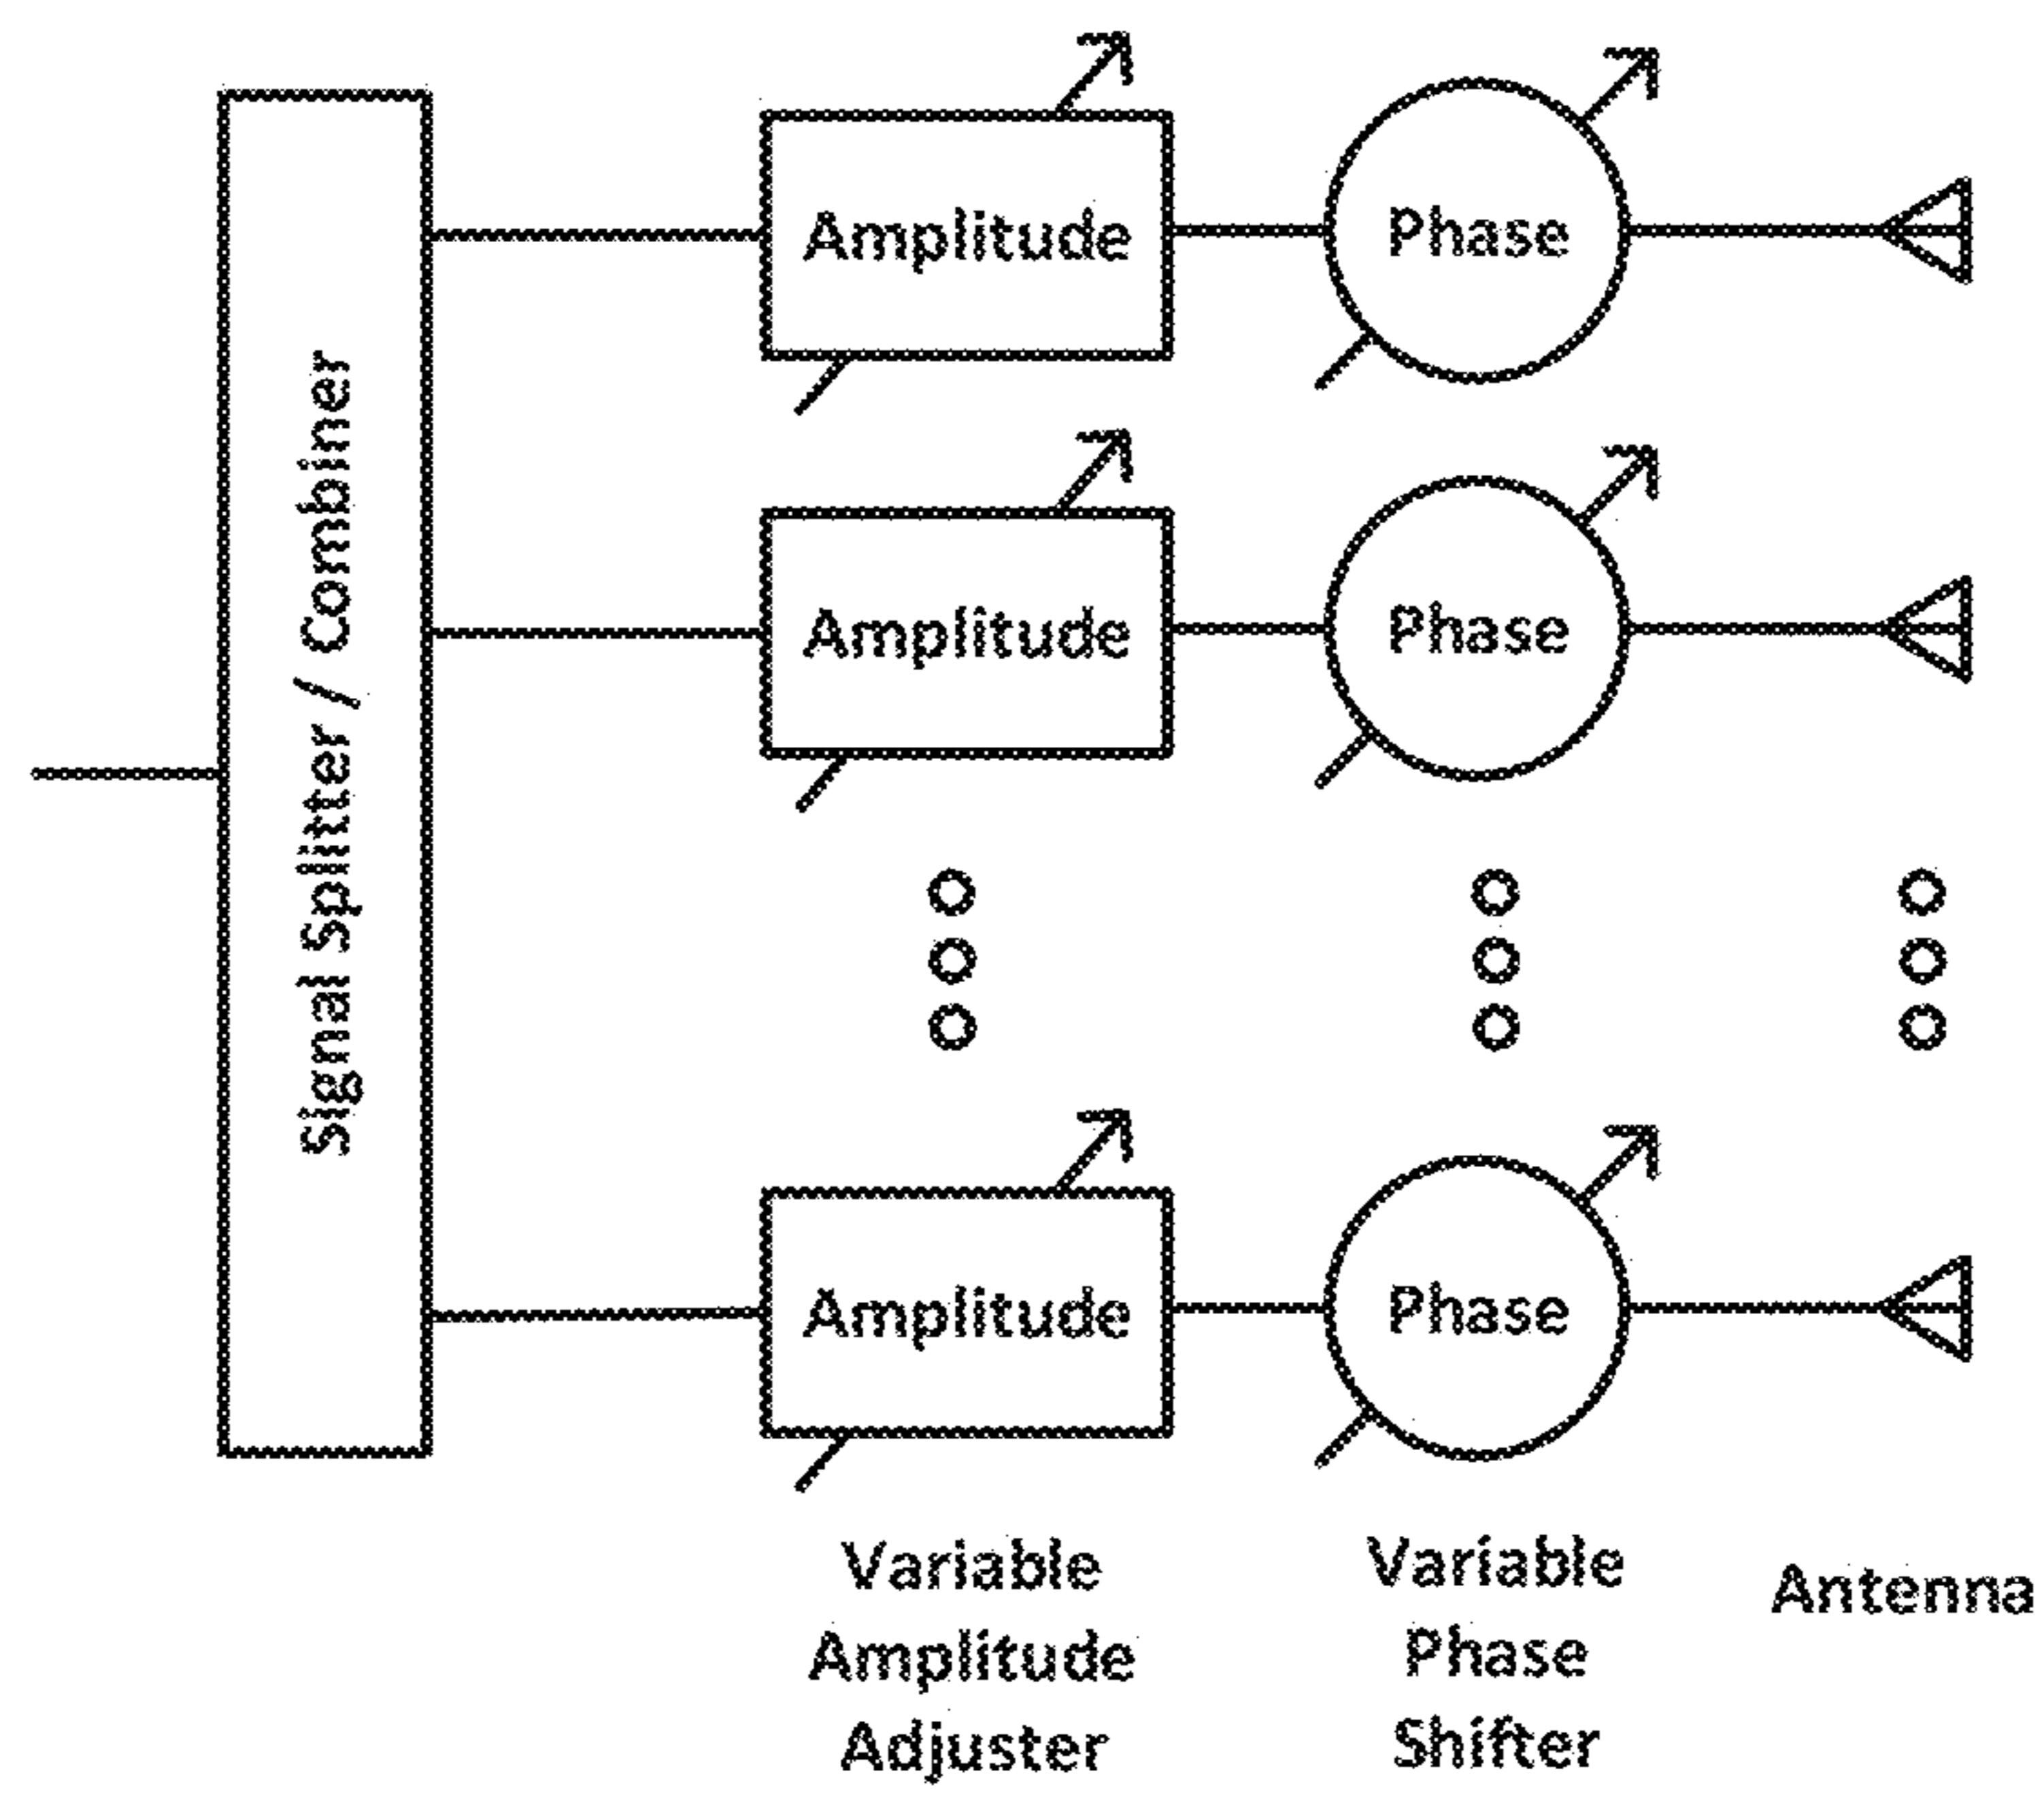 Signal Splitter / Combiner
Amplitude
Phase
Amplitude
Phase
Amplitude
Phase
Variable
Amplitude
Adjuster
Variable
Phase
Shifter
Antenna